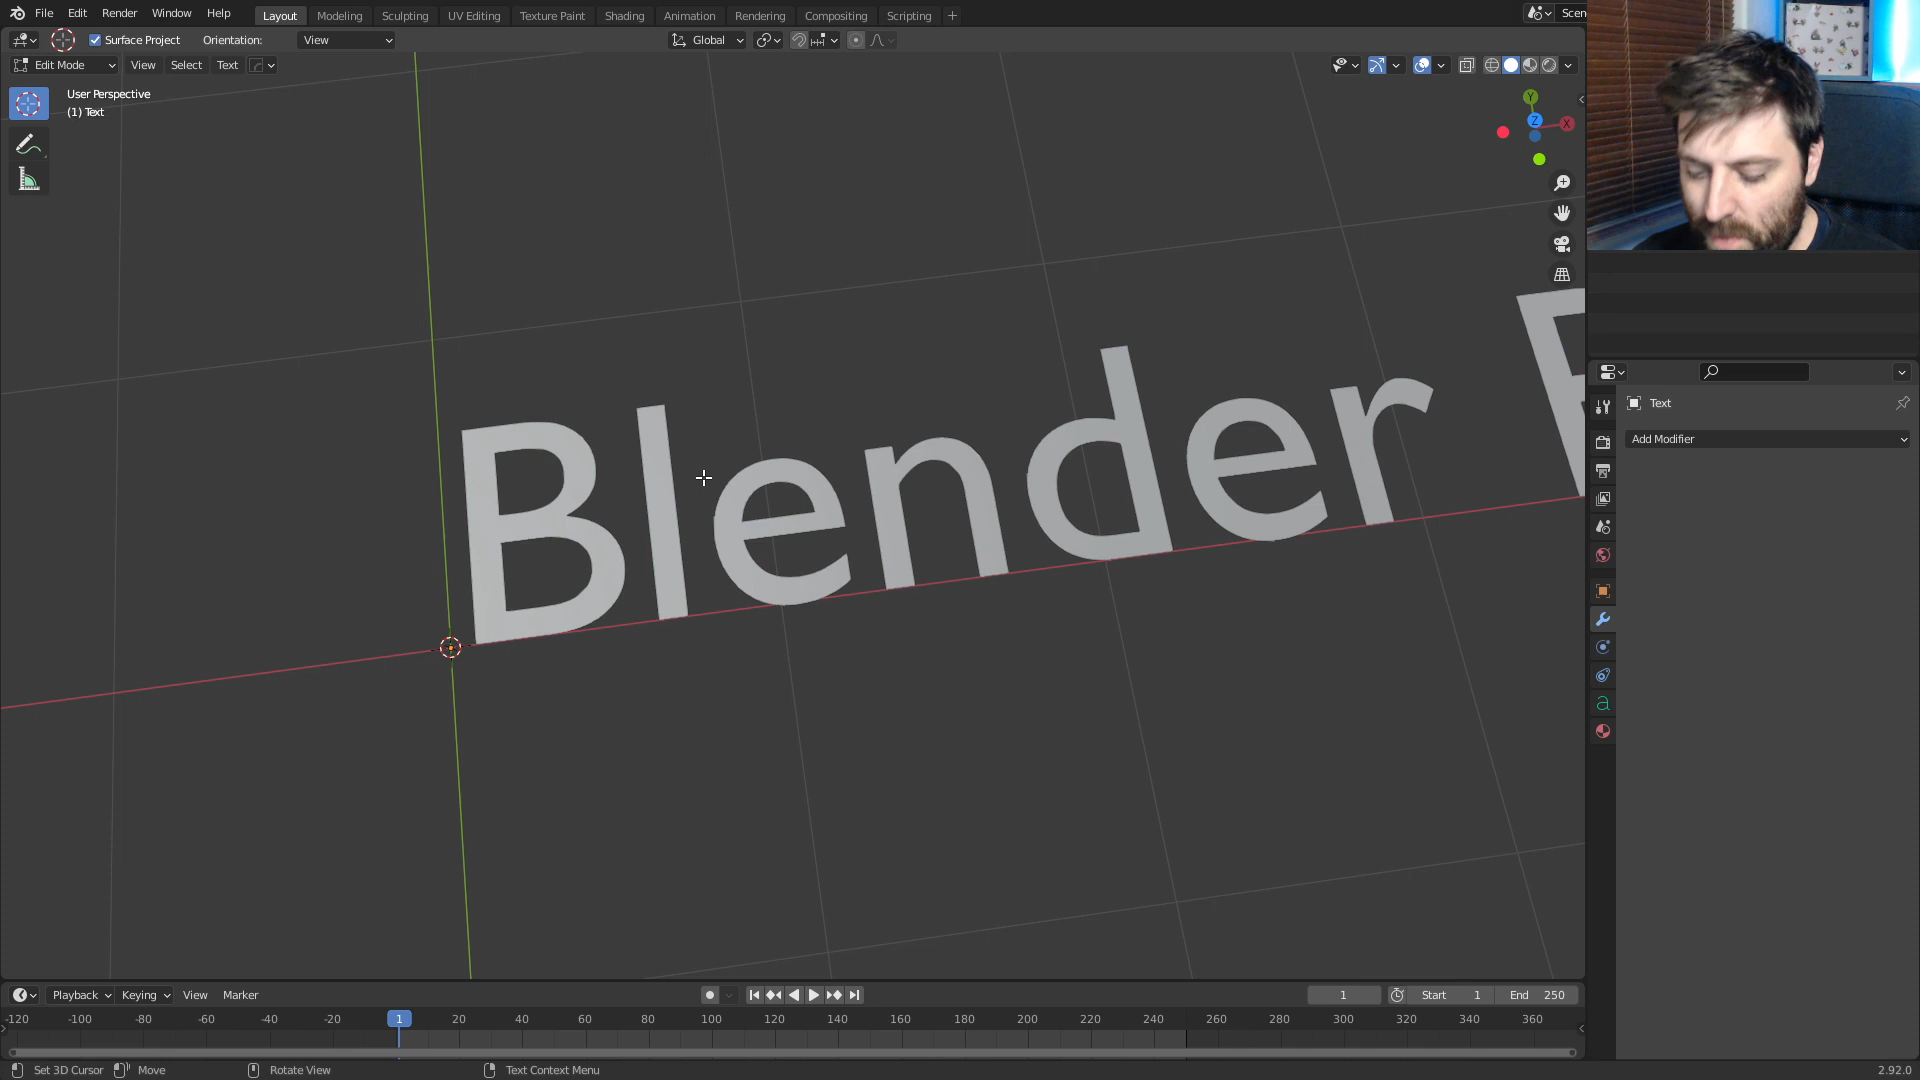 File Edit Render Window Help Layout Modeling Sculpting UV Editing Texture Paint Shading Animation Rendering Compositing Scripting + Scen
Surface Project Orientation: View Global
Edit Mode View Select Text
User Perspective
(1) Text
Y
Z X
Blender
Text
Add Modifier
a
Playback Keying View Marker 1 Start 1 End 250
-120 -100 -80 -60 -40 -20 1 20 40 60 80 100 120 140 160 180 200 220 240 260 280 300 320 340 360
Set 3D Cursor Move Rotate View Text Context Menu 2.92.0